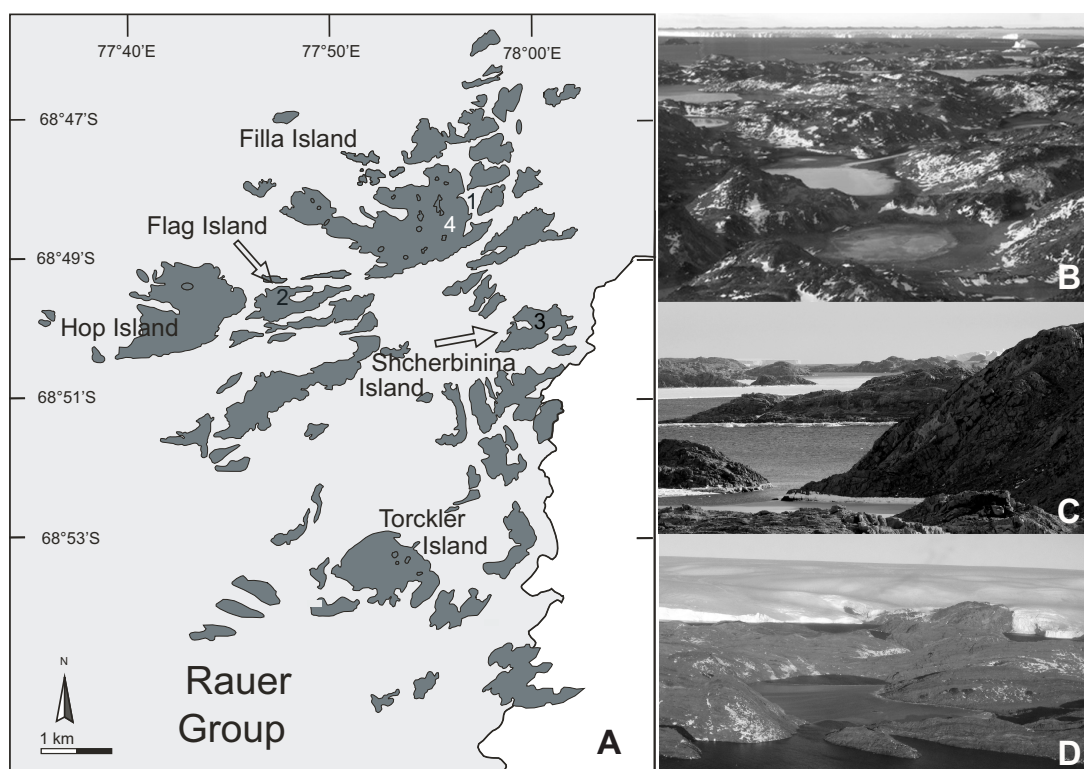 77°40'E
77°50'E
78°00'E
68°47'S
Filla Island
1
4
Flag Island
68°49'S
2
Hop Island
3
Shcherbinina
Island
68°51'S
Torckler
Island
68°53'S
N
Rauer
Group
1 km
A
B
C
D